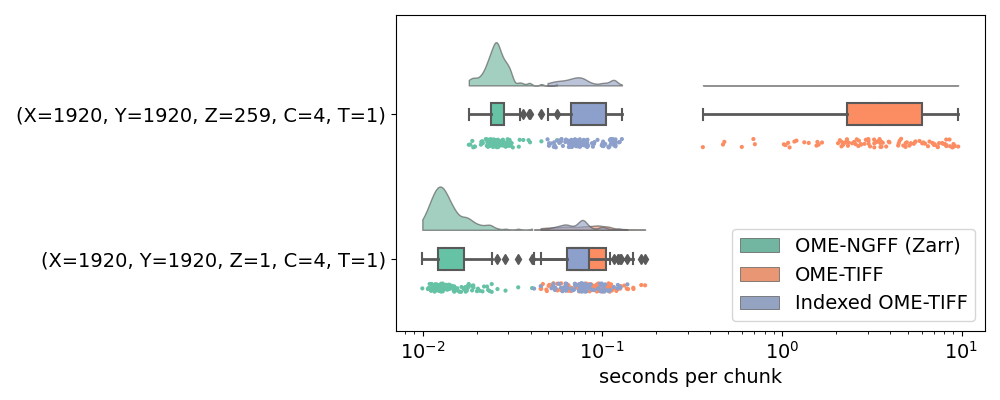 (X=1920, Y=1920, Z=259, C=4, T=1)
(X=1920, Y=1920, Z=1, C=4, T=1)
OME-NGFF (Zarr)
OME-TIFF
Indexed OME-TIFF
10⁻² 10⁻¹ 10⁰ 10¹
seconds per chunk